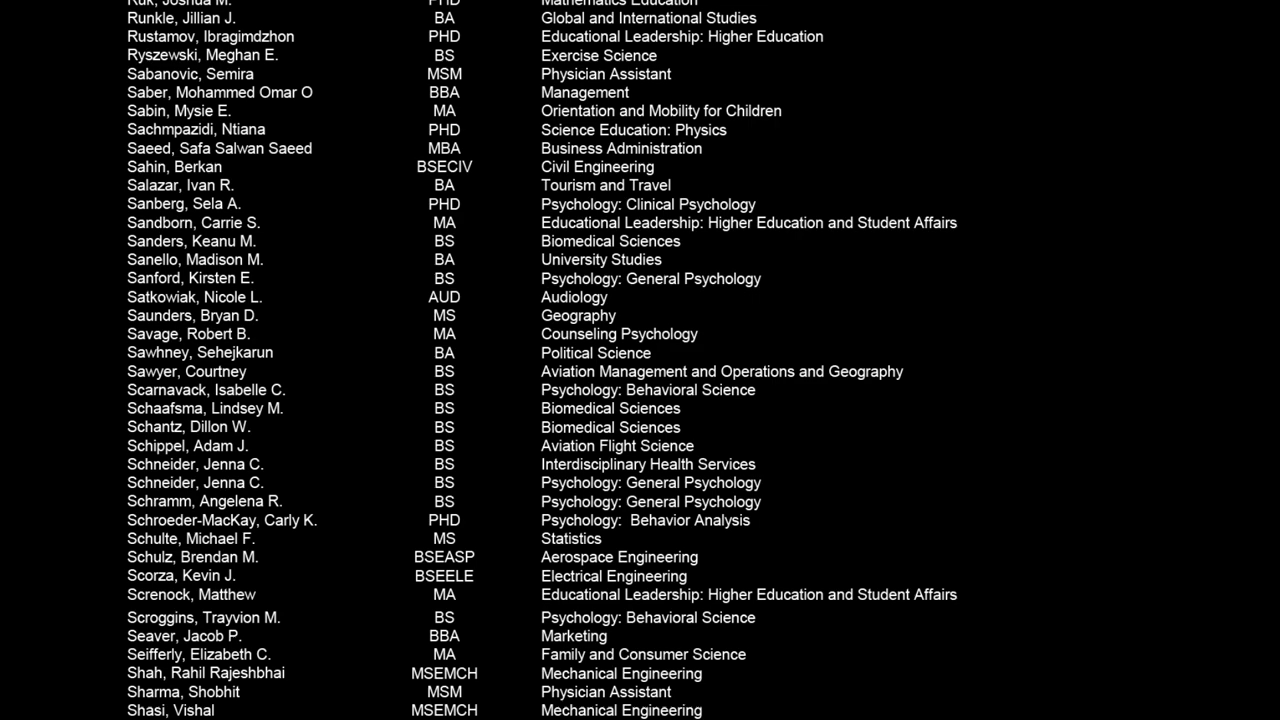 Ruk, Joshua M. PHD Mathematics Education
Runkle, Jillian J. BA Global and International Studies
Rustamov, Ibragimdzhon PHD Educational Leadership: Higher Education
Ryszewski, Meghan E. BS Exercise Science
Sabanovic, Semira MSM Physician Assistant
Saber, Mohammed Omar O BBA Management
Sabin, Mysie E. MA Orientation and Mobility for Children
Sachmpazidi, Ntiana PHD Science Education: Physics
Saeed, Safa Salwan Saeed MBA Business Administration
Sahin, Berkan BSECIV Civil Engineering
Salazar, Ivan R. BA Tourism and Travel
Sanberg, Sela A. PHD Psychology: Clinical Psychology
Sandborn, Carrie S. MA Educational Leadership: Higher Education and Student Affairs
Sanders, Keanu M. BS Biomedical Sciences
Sanello, Madison M. BA University Studies
Sanford, Kirsten E. BS Psychology: General Psychology
Satkowiak, Nicole L. AUD Audiology
Saunders, Bryan D. MS Geography
Savage, Robert B. MA Counseling Psychology
Sawhney, Sehejkarun BA Political Science
Sawyer, Courtney BS Aviation Management and Operations and Geography
Scarnavack, Isabelle C. BS Psychology: Behavioral Science
Schaafsma, Lindsey M. BS Biomedical Sciences
Schantz, Dillon W. BS Biomedical Sciences
Schippel, Adam J. BS Aviation Flight Science
Schneider, Jenna C. BS Interdisciplinary Health Services
Schneider, Jenna C. BS Psychology: General Psychology
Schramm, Angelena R. BS Psychology: General Psychology
Schroeder-MacKay, Carly K. PHD Psychology: Behavior Analysis
Schulte, Michael F. MS Statistics
Schulz, Brendan M. BSEASP Aerospace Engineering
Scorza, Kevin J. BSEELE Electrical Engineering
Screnock, Matthew MA Educational Leadership: Higher Education and Student Affairs
Scroggins, Trayvion M. BS Psychology: Behavioral Science
Seaver, Jacob P. BBA Marketing
Seifferly, Elizabeth C. MA Family and Consumer Science
Shah, Rahil Rajeshbhai MSEMCH Mechanical Engineering
Sharma, Shobhit MSM Physician Assistant
Shasi, Vishal MSEMCH Mechanical Engineering